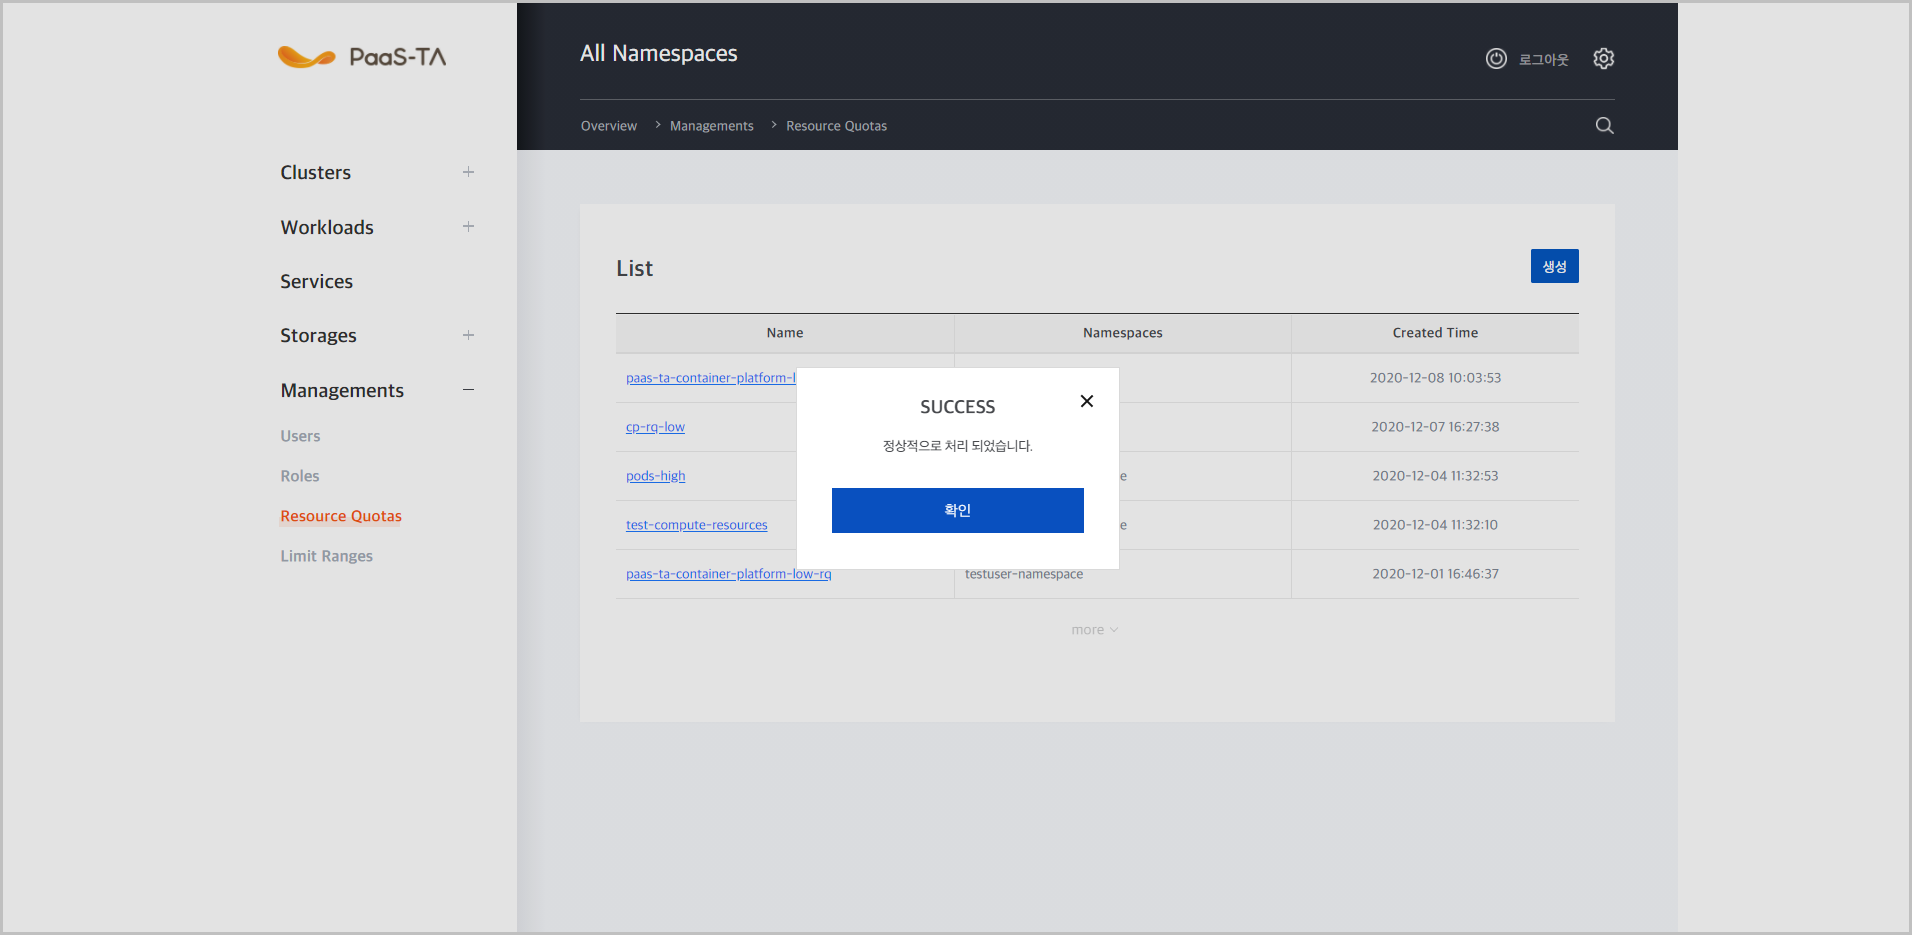 PaaS-TA
All Namespaces
로그아웃
Overview > Managements > Resource Quotas
Clusters
Workloads
Services
Storages
Managements
Users
Roles
Resource Quotas
Limit Ranges
List
생성
Name Namespaces Created Time
paas-ta-container-platform-l 2020-12-08 10:03:53
cp-rq-low 2020-12-07 16:27:38
pods-high e 2020-12-04 11:32:53
test-compute-resources e 2020-12-04 11:32:10
paas-ta-container-platform-low-rq testuser-namespace 2020-12-01 16:46:37
more
SUCCESS
정상적으로 처리 되었습니다.
확인